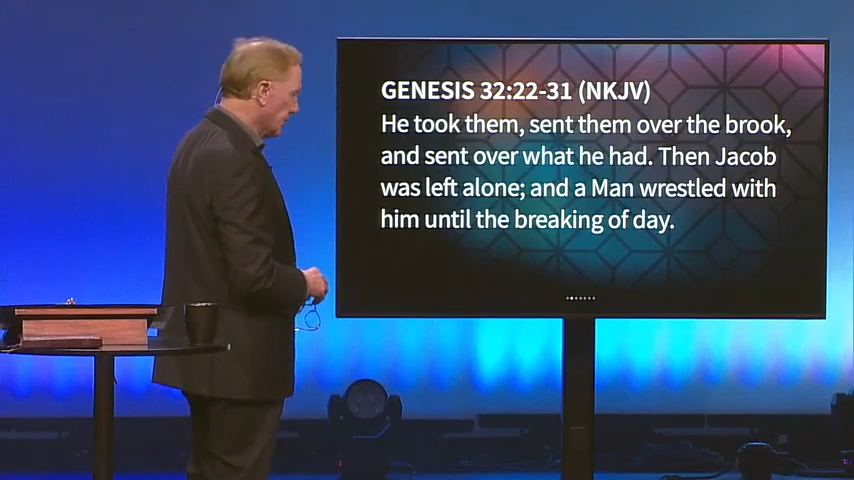 GENESIS 32:22-31 (NKJV)
He took them, sent them over the brook,
and sent over what he had. Then Jacob
was left alone; and a Man wrestled with
him until the breaking of day.